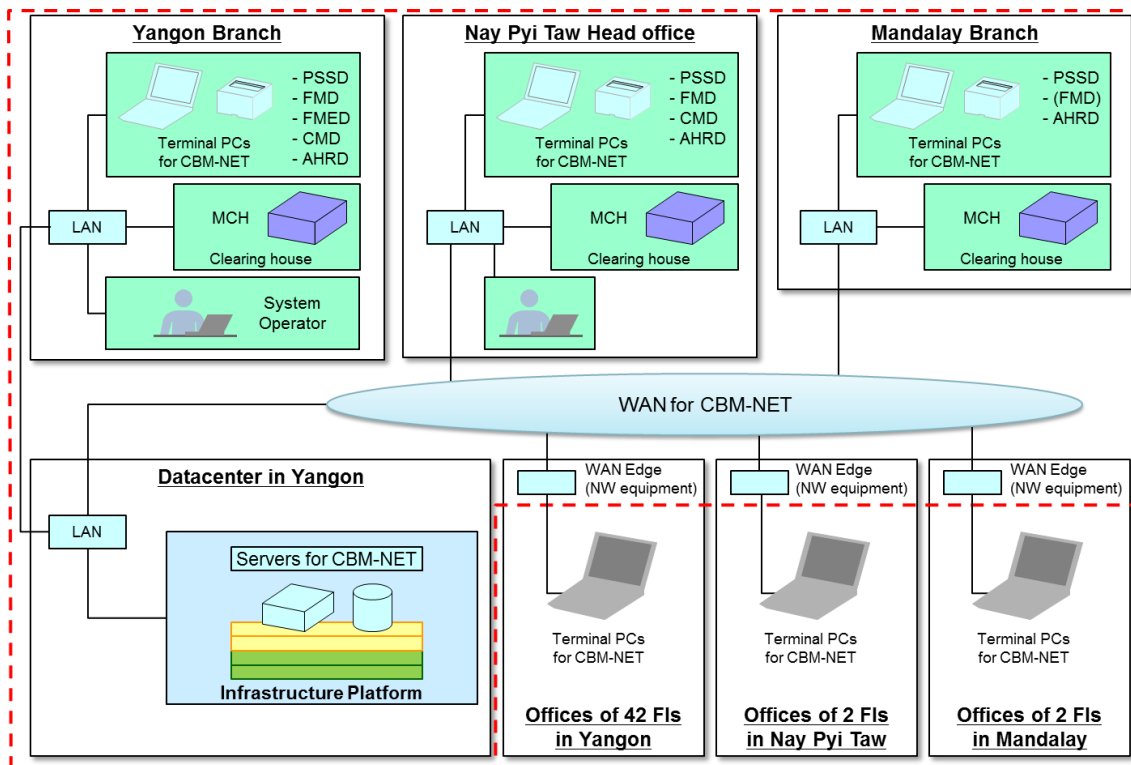 Yangon Branch
- PSSD
- FMD
- FMED
- CMD
- AHRD
Terminal PCs
for CBM-NET
LAN
MCH
Clearing house
System
Operator
Nay Pyi Taw Head office
- PSSD
- FMD
- CMD
- AHRD
Terminal PCs
for CBM-NET
LAN
MCH
Clearing house
Mandalay Branch
- PSSD
- (FMD)
- AHRD
Terminal PCs
for CBM-NET
LAN
MCH
Clearing house
WAN for CBM-NET
Datacenter in Yangon
LAN
Servers for CBM-NET
Infrastructure Platform
WAN Edge
(NW equipment)
Terminal PCs
for CBM-NET
Offices of 42 FIs
in Yangon
WAN Edge
(NW equipment)
Terminal PCs
for CBM-NET
Offices of 2 FIs
in Nay Pyi Taw
WAN Edge
(NW equipment)
Terminal PCs
for CBM-NET
Offices of 2 FIs
in Mandalay